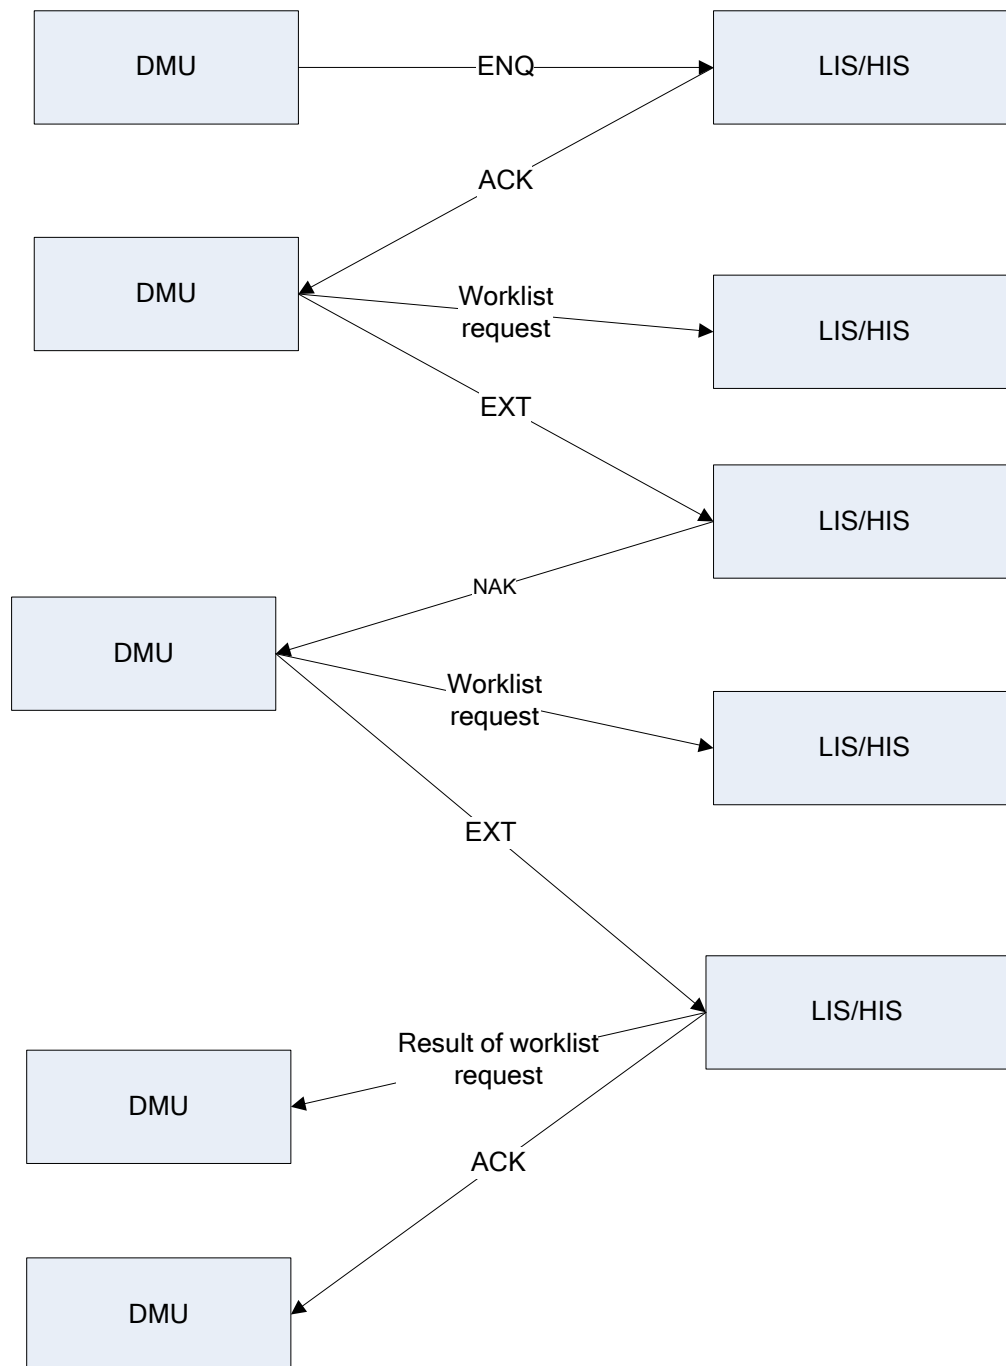 DMU
ENQ
LIS/HIS
ACK
DMU
Worklist
request
LIS/HIS
EXT
LIS/HIS
NAK
DMU
Worklist
request
LIS/HIS
EXT
LIS/HIS
Result of worklist
request
DMU
ACK
DMU